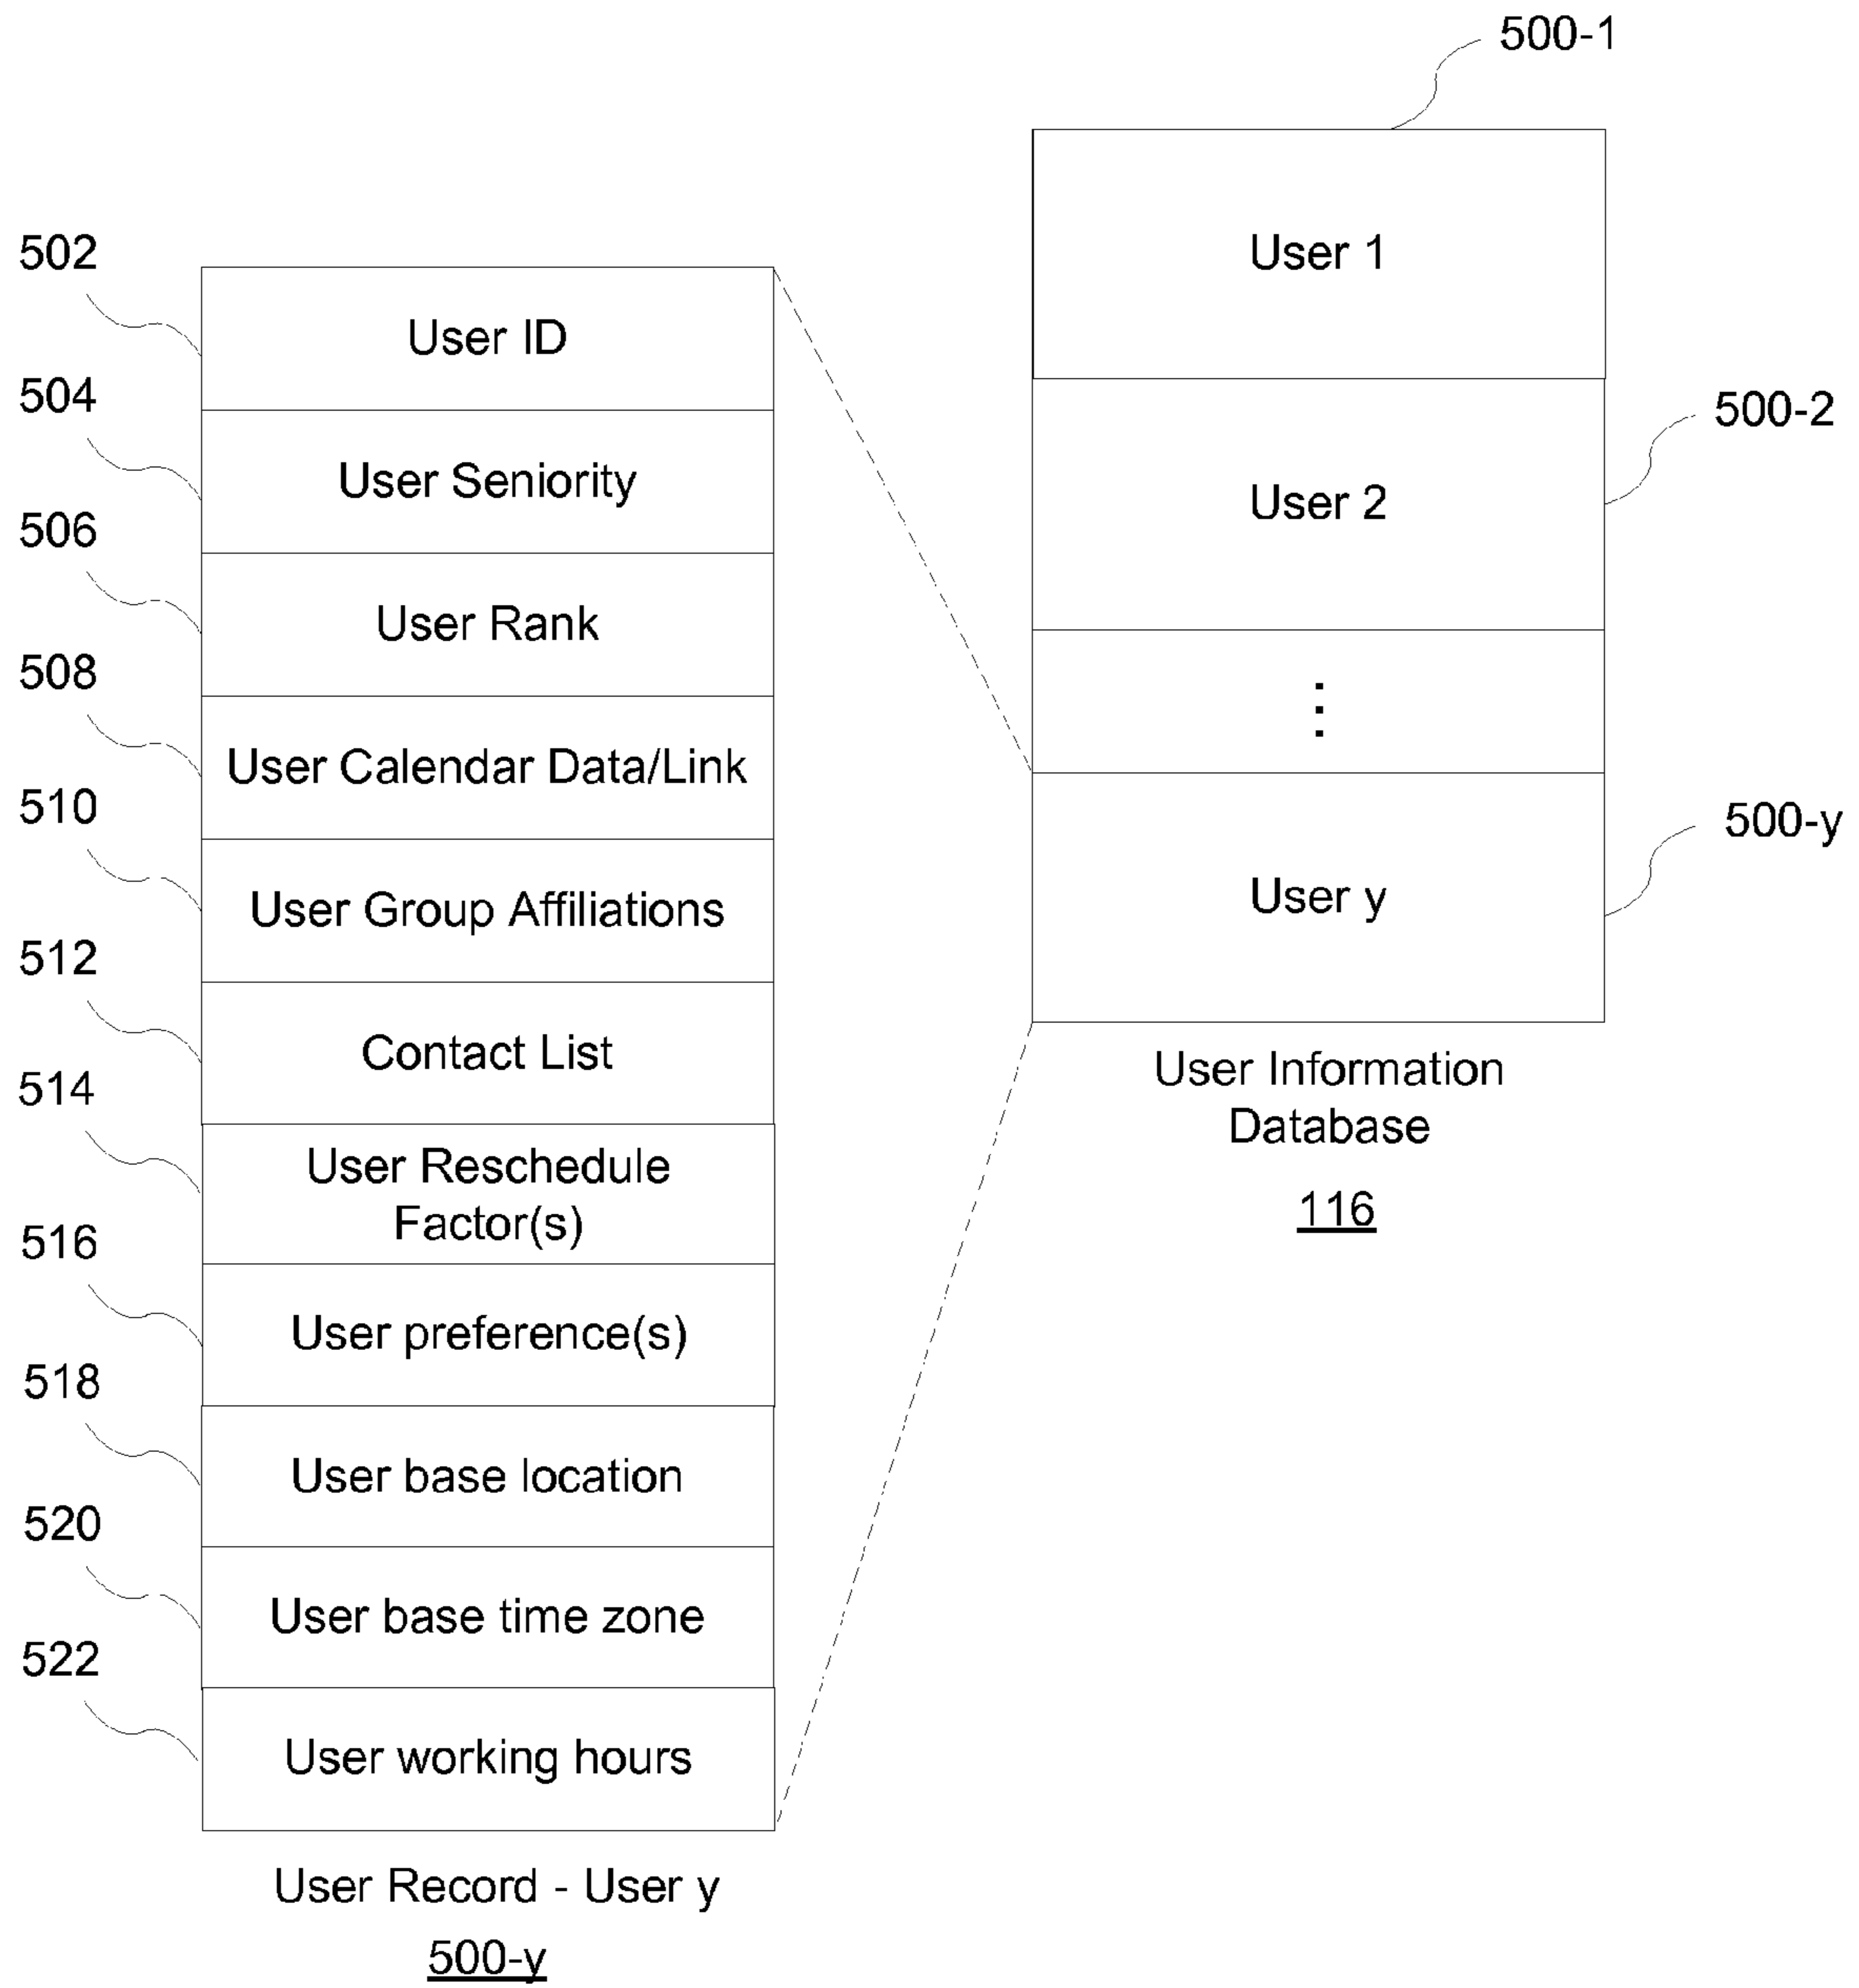 500-1
User 1
500-2
User 2
500-y
User y
User Information
Database
116
502
User ID
504
User Seniority
506
User Rank
508
User Calendar Data/Link
510
User Group Affiliations
512
Contact List
514
User Reschedule
Factor(s)
516
User preference(s)
518
User base location
520
User base time zone
522
User working hours
User Record - User y
500-y